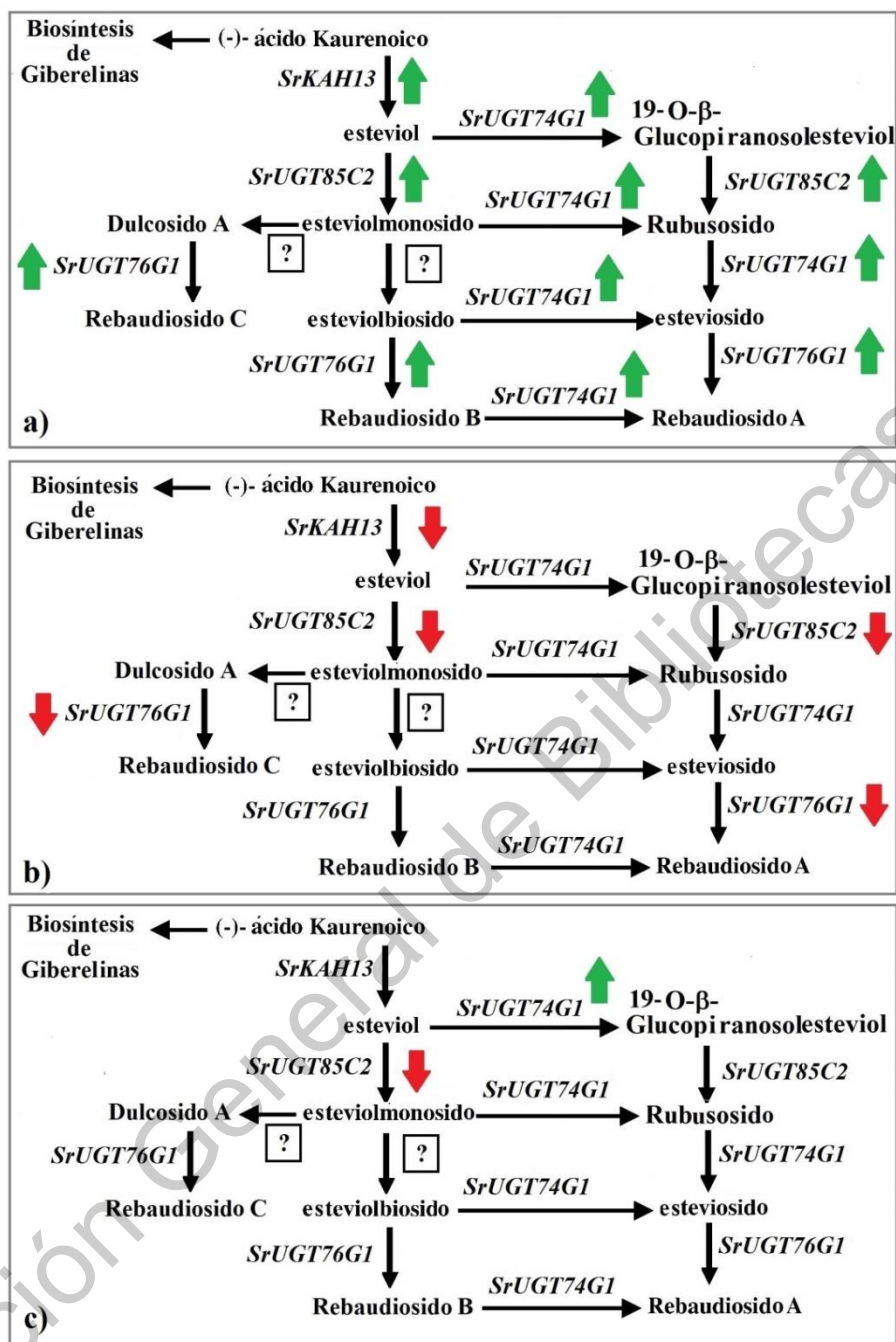 Biosíntesis
de
Giberelinas
(-)- ácido Kaurenoico
SrKAH13
esteviol
SrUGT74G1
19-O-β-
Glucopiranosolesteviol
SrUGT85C2
SrUGT85C2
Dulcosido A
esteviolmonosido
SrUGT74G1
Rubusosido
?
?
SrUGT76G1
SrUGT74G1
Rebaudiosido C
esteviolbiosido
SrUGT74G1
esteviosido
SrUGT76G1
SrUGT76G1
Rebaudiosido B
SrUGT74G1
Rebaudiosido A
a)
Biosíntesis
de
Giberelinas
(-)- ácido Kaurenoico
SrKAH13
esteviol
SrUGT74G1
19-O-β-
Glucopiranosolesteviol
SrUGT85C2
SrUGT85C2
Dulcosido A
esteviolmonosido
SrUGT74G1
Rubusosido
?
?
SrUGT76G1
SrUGT74G1
Rebaudiosido C
esteviolbiosido
SrUGT74G1
esteviosido
SrUGT76G1
SrUGT76G1
Rebaudiosido B
SrUGT74G1
Rebaudiosido A
b)
Biosíntesis
de
Giberelinas
(-)- ácido Kaurenoico
SrKAH13
esteviol
SrUGT74G1
19-O-β-
Glucopiranosolesteviol
SrUGT85C2
SrUGT85C2
Dulcosido A
esteviolmonosido
SrUGT74G1
Rubusosido
?
?
SrUGT76G1
SrUGT74G1
Rebaudiosido C
esteviolbiosido
SrUGT74G1
esteviosido
SrUGT76G1
SrUGT76G1
Rebaudiosido B
SrUGT74G1
Rebaudiosido A
c)
ción General de Bibliotecas